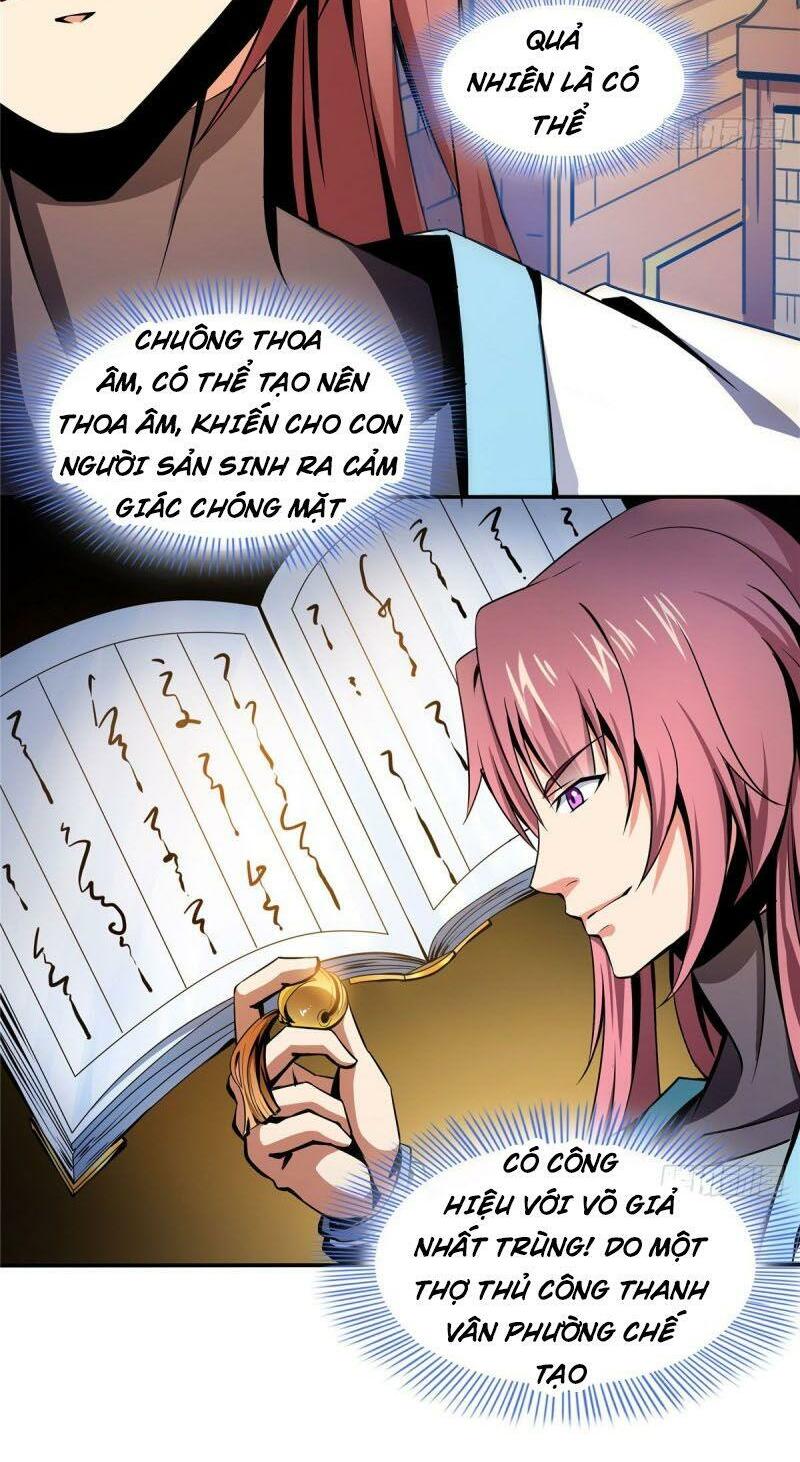 QUẢ
NHIÊN LÀ CÓ
THỂ
CHUÔNG THOA
ÂM, CÓ THỂ TẠO NÊN
THOA ÂM, KHIẾN CHO CON
NGƯỜI SẢN SINH RA CẢM
GIÁC CHÓNG MẶT
CÓ CÔNG
HIỆU VỚI VÕ GIẢ
NHẤT TRÙNG! DO MỘT
THỢ THỦ CÔNG THANH
VÂN PHƯỜNG CHẾ
TẠO